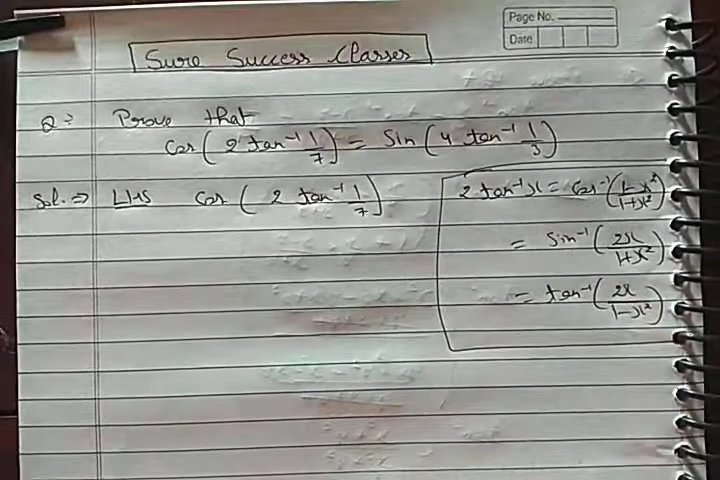 Page No.
Date
Sure Success Classes
Q⇒ Prove that
Cos(2 tan⁻¹ 1/7) = Sin(4 tan⁻¹ 1/3)
Sol.⇒ LHS Cos(2 tan⁻¹ 1/7)
2 tan⁻¹x = Cos⁻¹(1-x²/1+x²)
= Sin⁻¹(2x/1+x²)
= tan⁻¹(2x/1-x²)